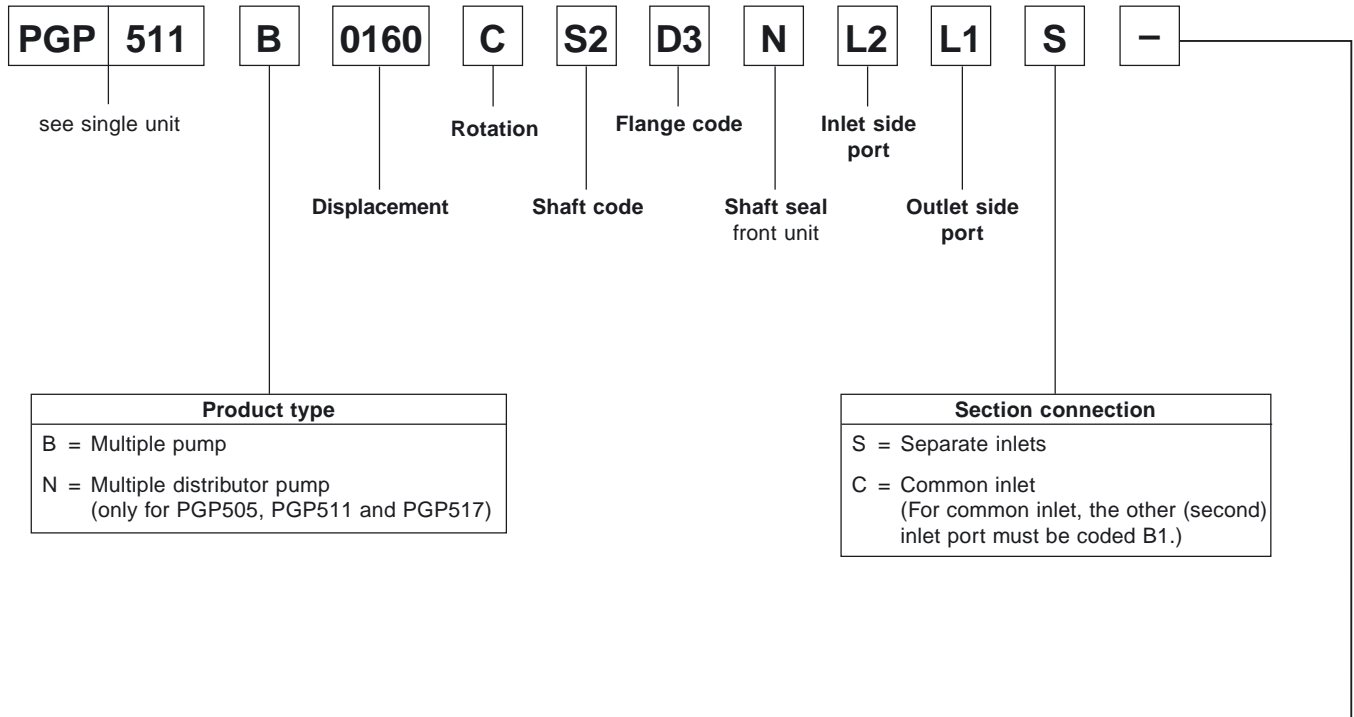 PGP 511 B 0160 C S2 D3 N L2 L1 S –
see single unit
Rotation
Flange code
Inlet side
port
Displacement
Shaft code
Shaft seal
front unit
Outlet side
port
Product type
B = Multiple pump
N = Multiple distributor pump
(only for PGP505, PGP511 and PGP517)
Section connection
S = Separate inlets
C = Common inlet
(For common inlet, the other (second)
inlet port must be coded B1.)